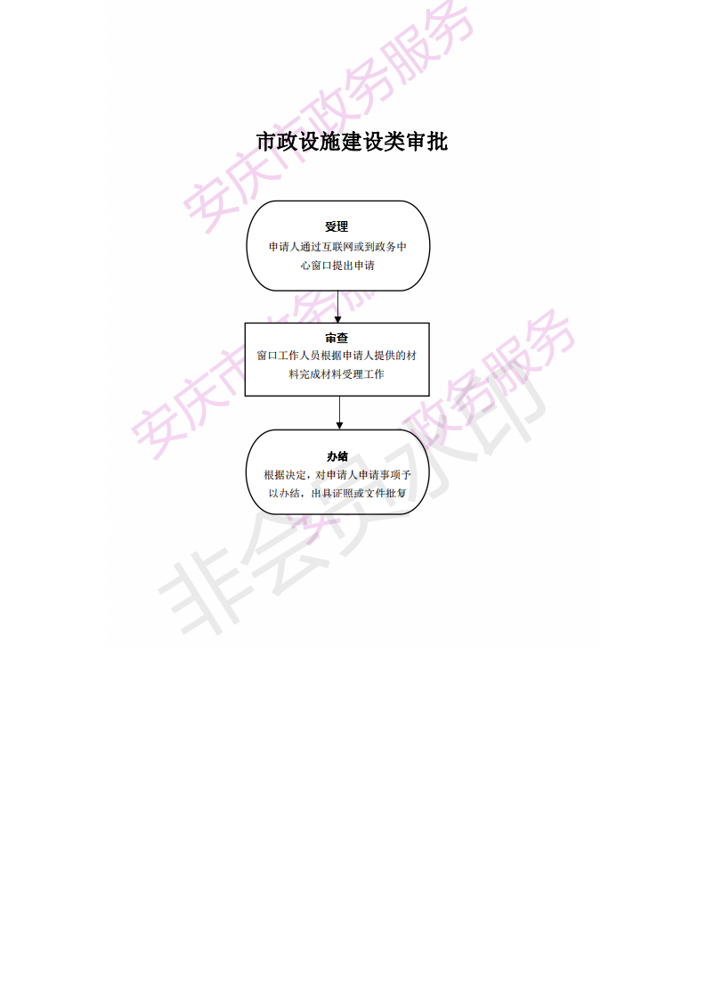 安庆市政务服务
市政设施建设类审批
受理
申请人通过互联网或到政务中
心窗口提出申请
审查
窗口工作人员根据申请人提供的材
料完成材料受理工作
安庆市政务服
政务服务
办结
根据决定，对申请人申请事项予
以办结，出具证照或文件批复
安
非会员水印